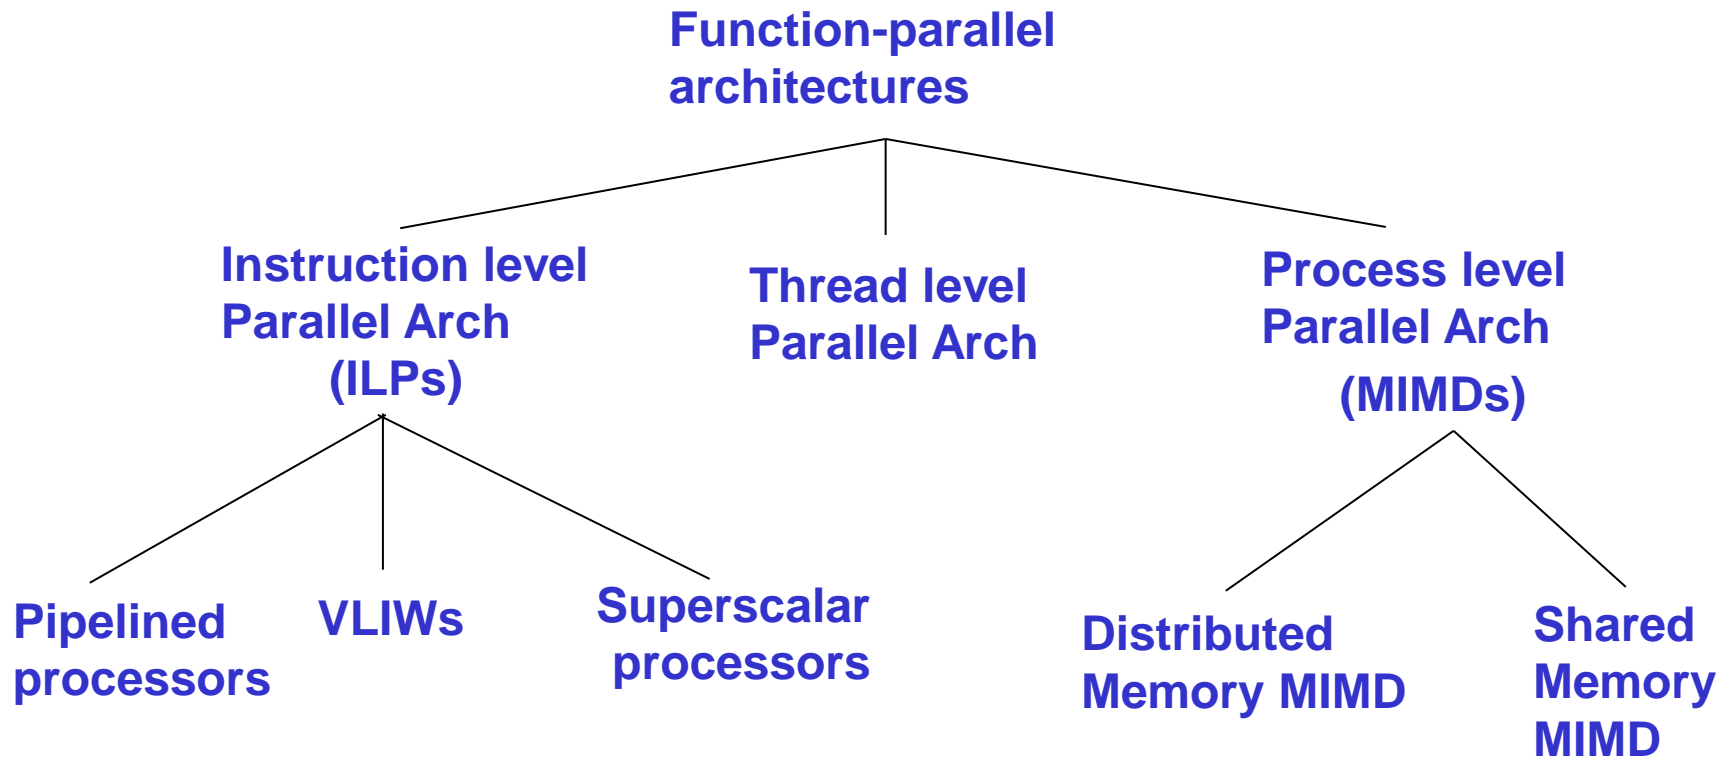 Function-parallel
architectures
Instruction level
Parallel Arch
(ILPs)
Thread level
Parallel Arch
Process level
Parallel Arch
(MIMDs)
Pipelined
processors
VLIWs
Superscalar
processors
Distributed
Memory MIMD
Shared
Memory
MIMD